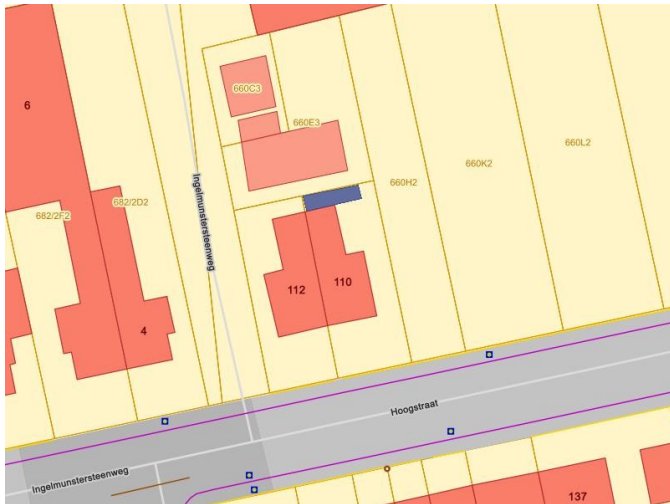 6
660C3
660E3
660L2
660K2
660H2
682/2D2
682/2F2
Ingelmunstersteenweg
112
110
4
Hoogstraat
Ingelmunstersteenweg
137